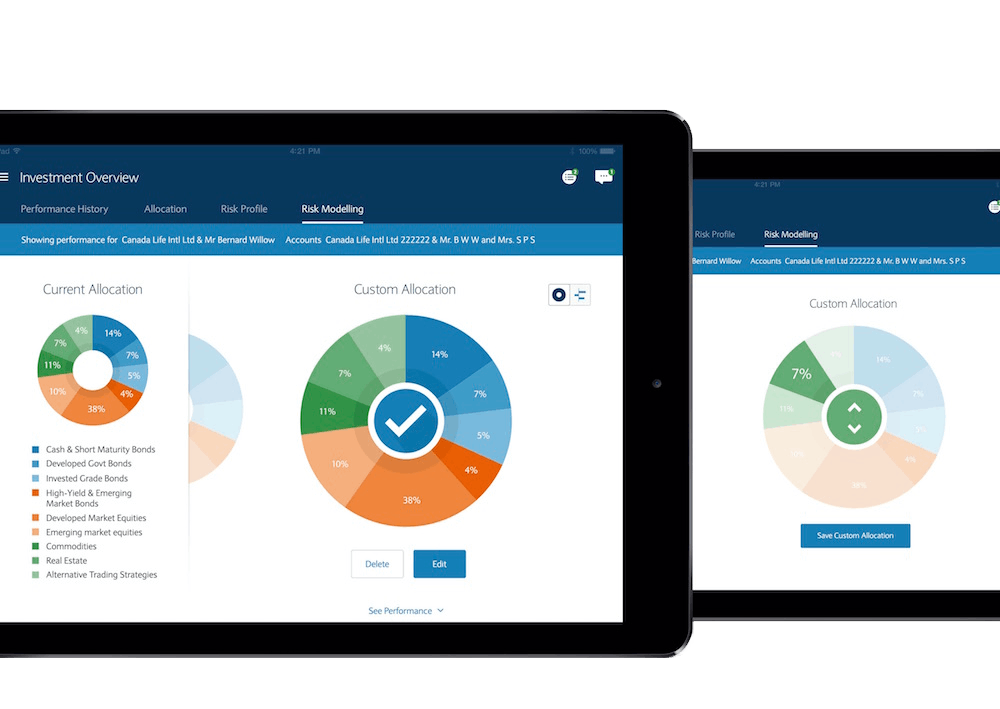 4:21 PM
100%
Investment Overview
2
1
Performance History Allocation Risk Profile Risk Modelling
Showing performance for Canada Life Intl Ltd & Mr Bernard Willow Accounts Canada Life Intl Ltd 222222 & Mr. B W W and Mrs. S P S
Current Allocation
14%
7%
5%
4%
38%
10%
11%
7%
4%
Cash & Short Maturity Bonds
Developed Govt Bonds
Invested Grade Bonds
High-Yield & Emerging
Market Bonds
Developed Market Equities
Emerging market equities
Commodities
Real Estate
Alternative Trading Strategies
Custom Allocation
14%
7%
5%
4%
38%
10%
11%
7%
4%
Delete
Edit
See Performance
4:21 PM
Risk Profile Risk Modelling
Bernard Willow Accounts Canada Life Intl Ltd 222222 & Mr. B W W and Mrs. S P S
Custom Allocation
14%
7%
4%
38%
11%
7%
Save Custom Allocation